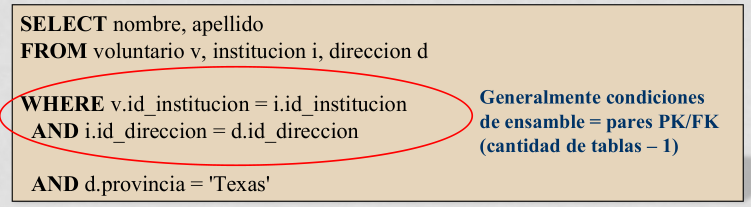 SELECT nombre, apellido
FROM voluntario v, institucion i, direccion d
WHERE v.id_institucion = i.id_institucion
AND i.id_direccion = d.id_direccion
Generalmente condiciones
de ensamble = pares PK/FK
(cantidad de tablas – 1)
AND d.provincia = 'Texas'